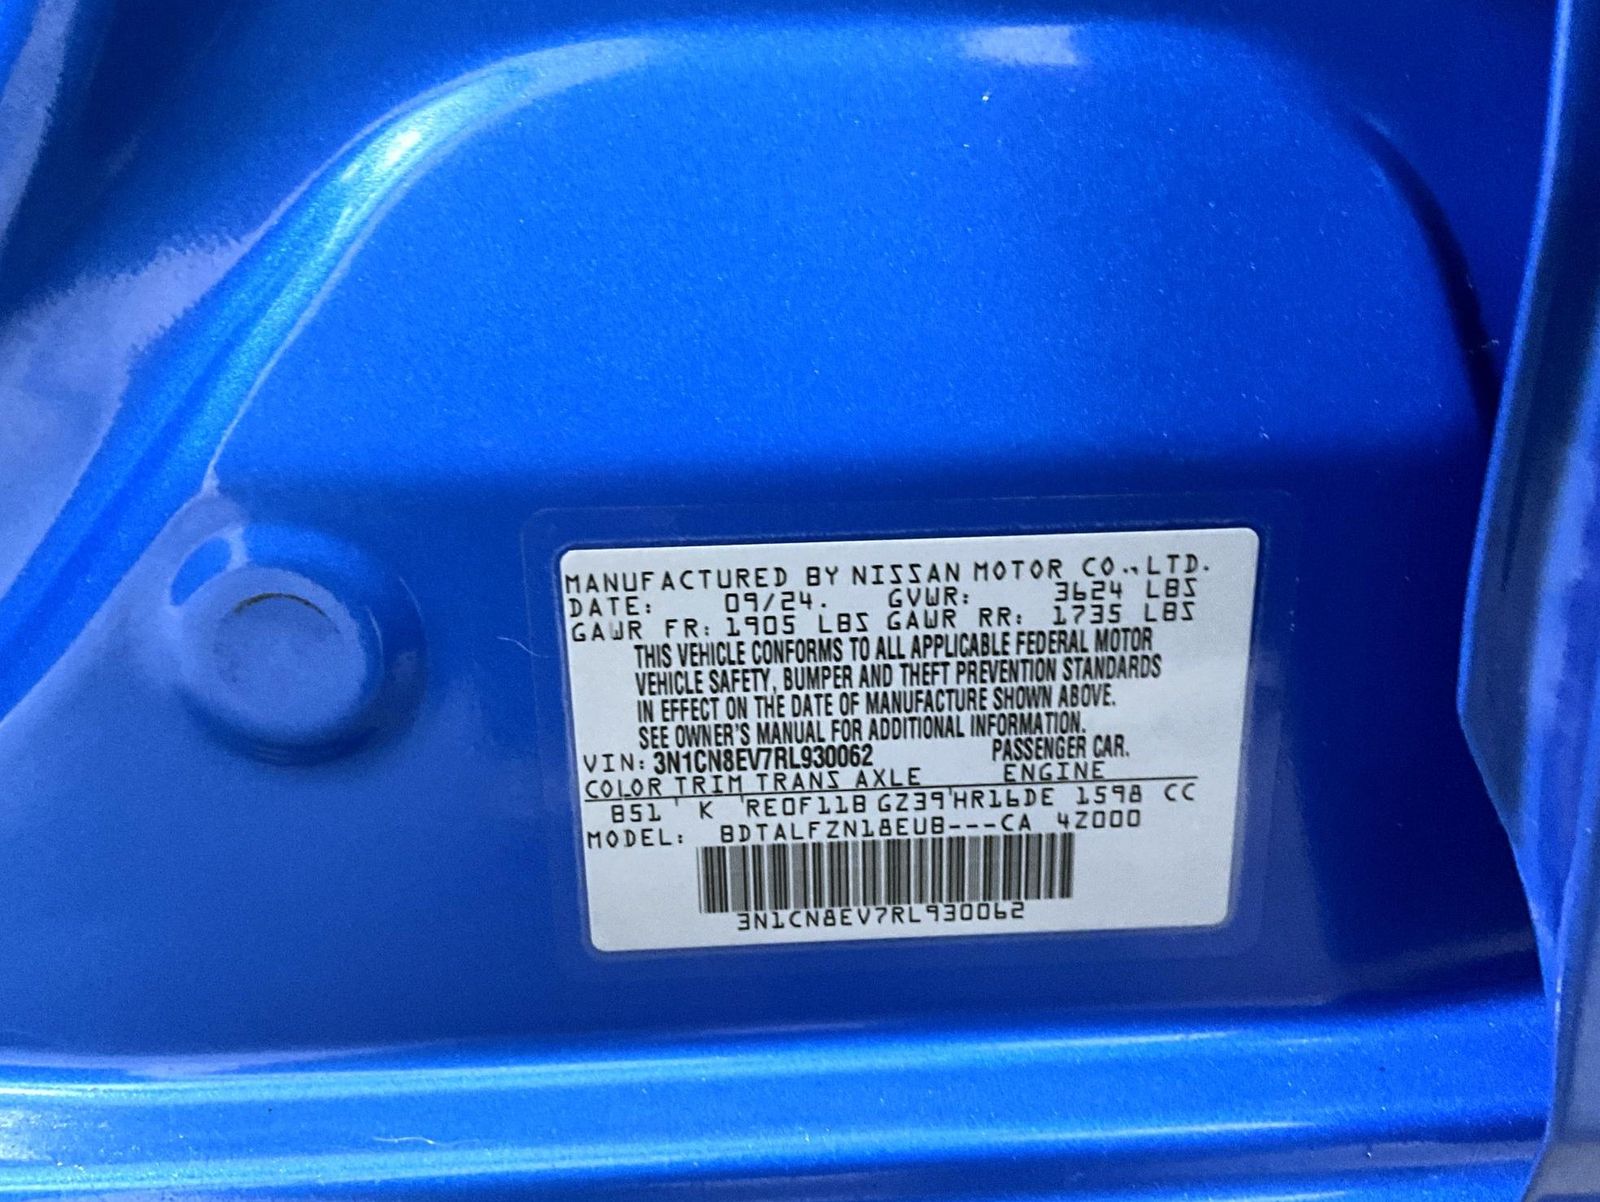 MANUFACTURED BY NISSAN MOTOR CO., LTD.
DATE: 09/24. GVWR: 3624 LBS
GAWR FR: 1905 LBS GAWR RR: 1735 LBS
THIS VEHICLE CONFORMS TO ALL APPLICABLE FEDERAL MOTOR
VEHICLE SAFETY, BUMPER AND THEFT PREVENTION STANDARDS
IN EFFECT ON THE DATE OF MANUFACTURE SHOWN ABOVE.
SEE OWNER'S MANUAL FOR ADDITIONAL INFORMATION.
VIN: 3N1CN8EV7RL930062 PASSENGER CAR.
COLOR TRIM TRANS AXLE ENGINE
B51 K RE0F11B GZ39 HR16DE 1598 CC
MODEL: BDTALFZN18EUB---CA 4Z000
3N1CN8EV7RL930062